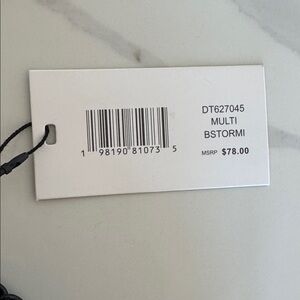 DT627045
MULTI
BSTORMI
MSRP $78.00
1 98190 81073 5